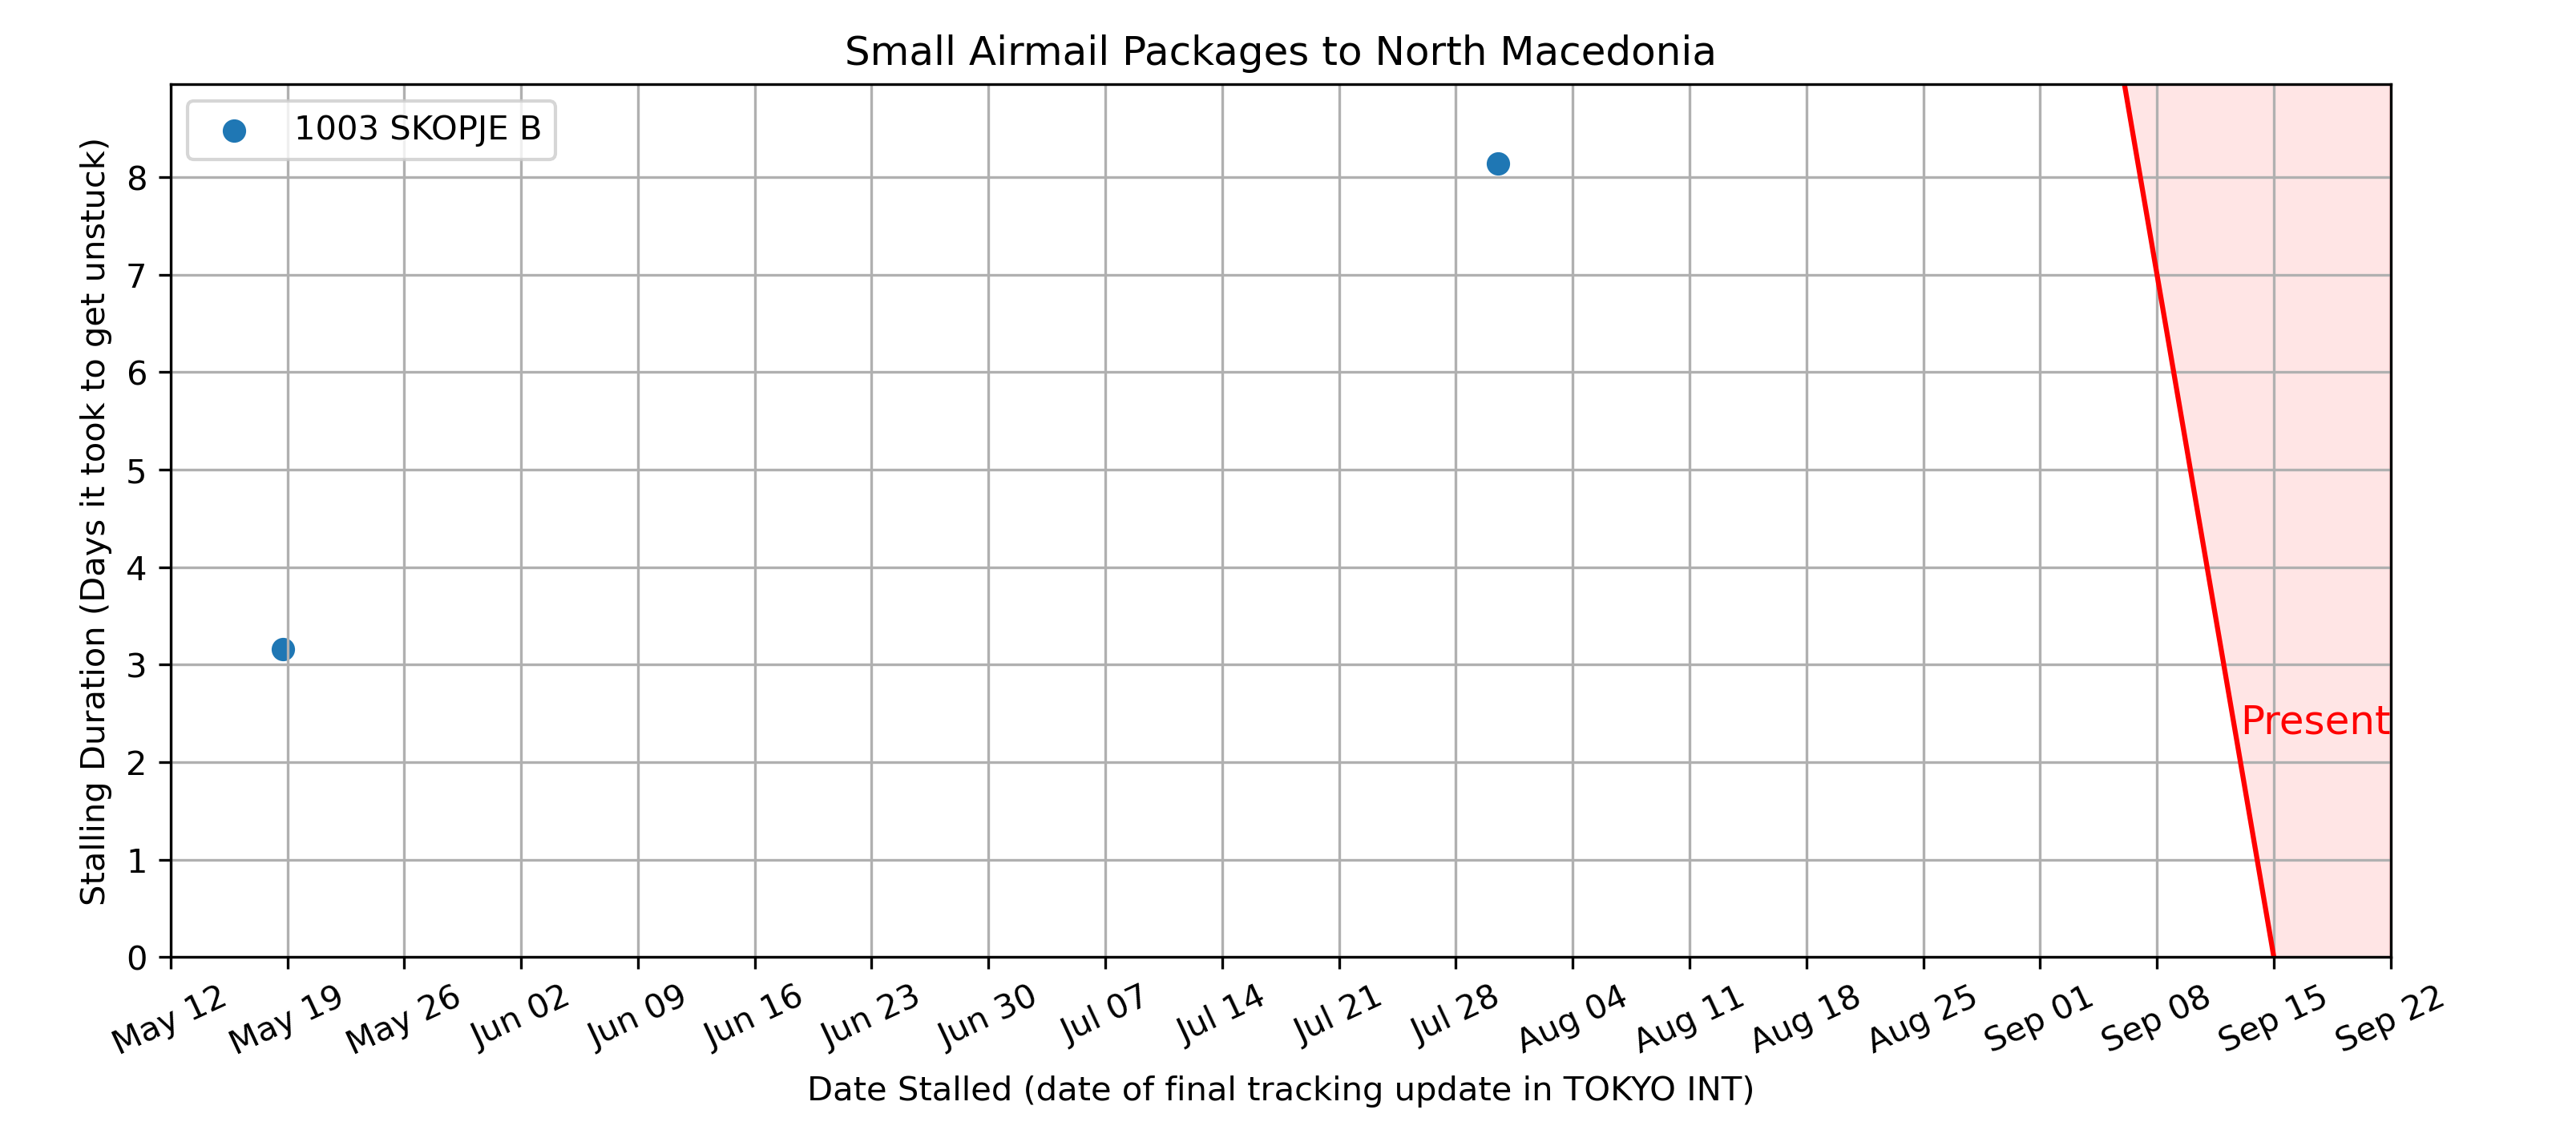 Small Airmail Packages to North Macedonia
1003 SKOPJE B
Stalling Duration (Days it took to get unstuck)
8
7
6
5
4
3
2
1
0
Present
May 12
May 19
May 26
Jun 02
Jun 09
Jun 16
Jun 23
Jun 30
Jul 07
Jul 14
Jul 21
Jul 28
Aug 04
Aug 11
Aug 18
Aug 25
Sep 01
Sep 08
Sep 15
Sep 22
Date Stalled (date of final tracking update in TOKYO INT)